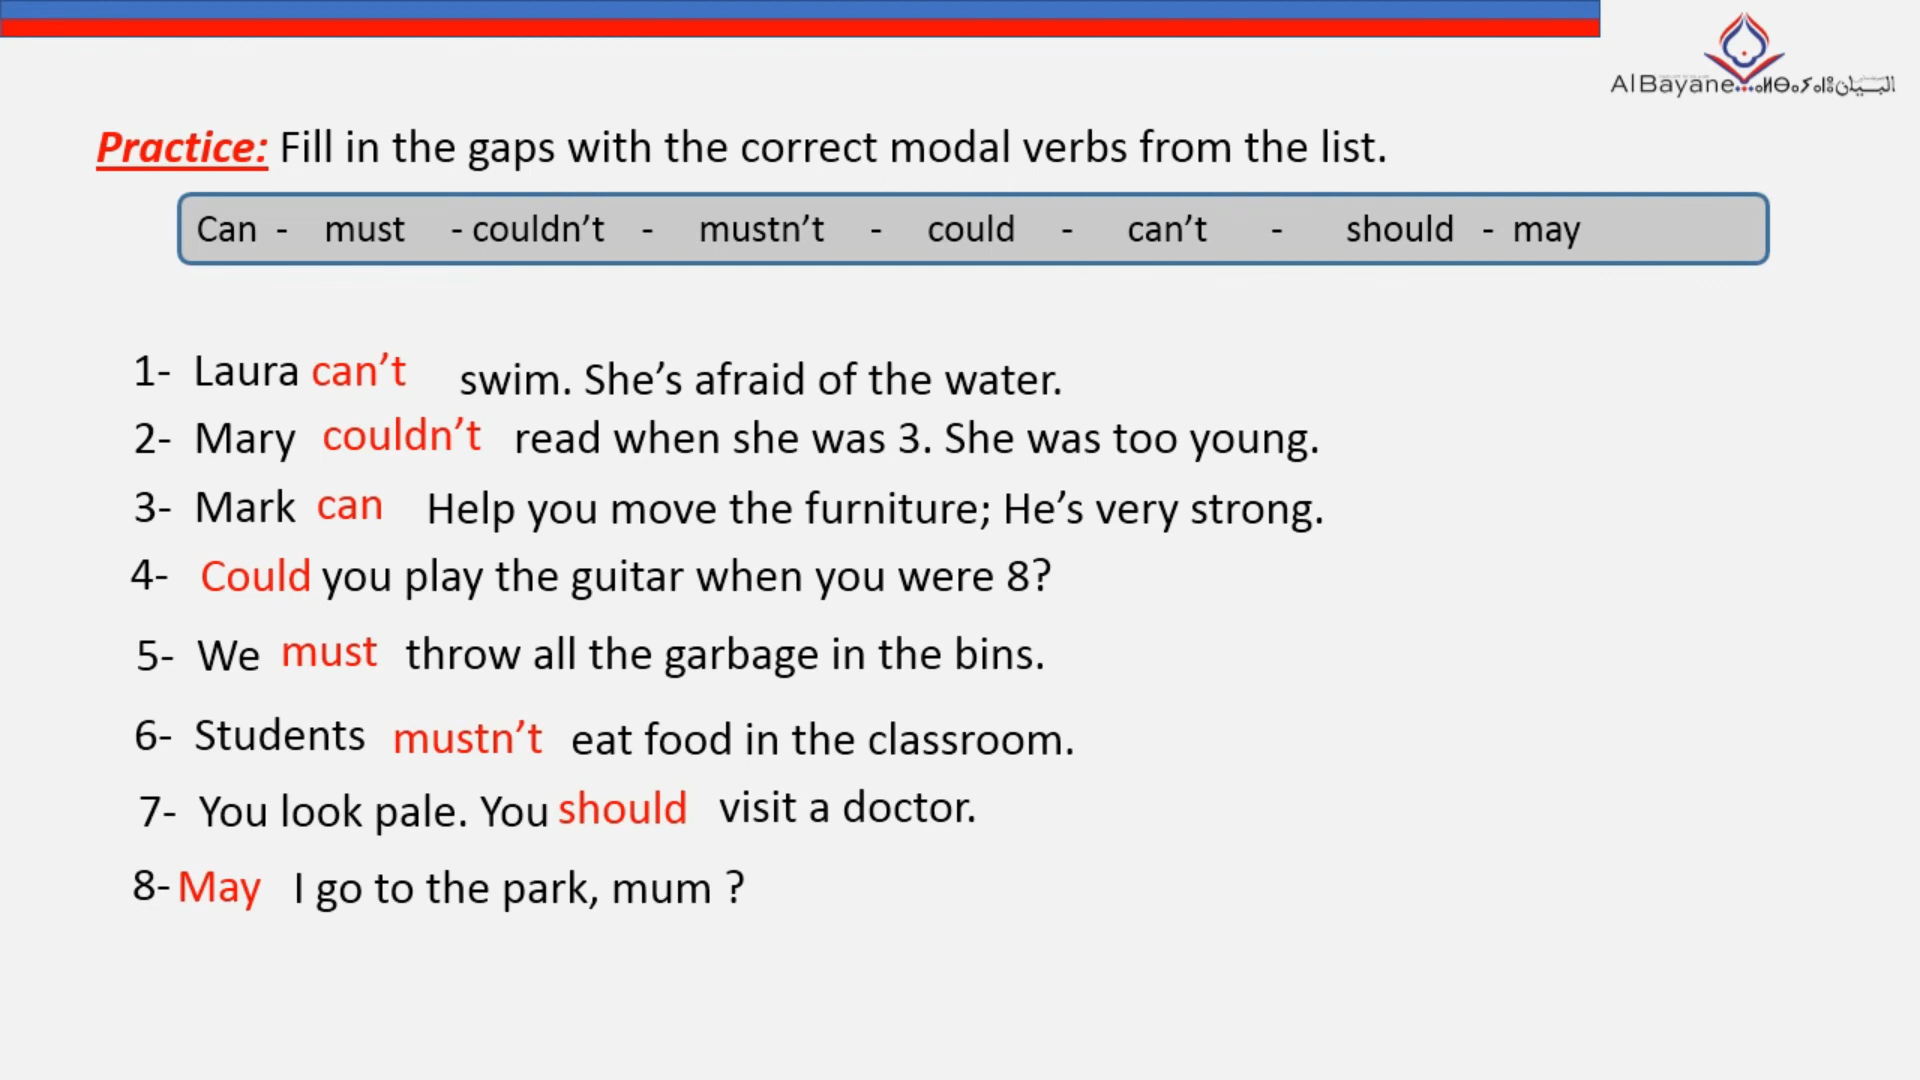 AlBayane...ⴰⵍⴱⴰⵢⴰⵏ البيان
Practice: Fill in the gaps with the correct modal verbs from the list.
Can - must - couldn’t - mustn’t - could - can’t - should - may
1- Laura can’t swim. She’s afraid of the water.
2- Mary couldn’t read when she was 3. She was too young.
3- Mark can Help you move the furniture; He’s very strong.
4- Could you play the guitar when you were 8?
5- We must throw all the garbage in the bins.
6- Students mustn’t eat food in the classroom.
7- You look pale. You should visit a doctor.
8- May I go to the park, mum ?